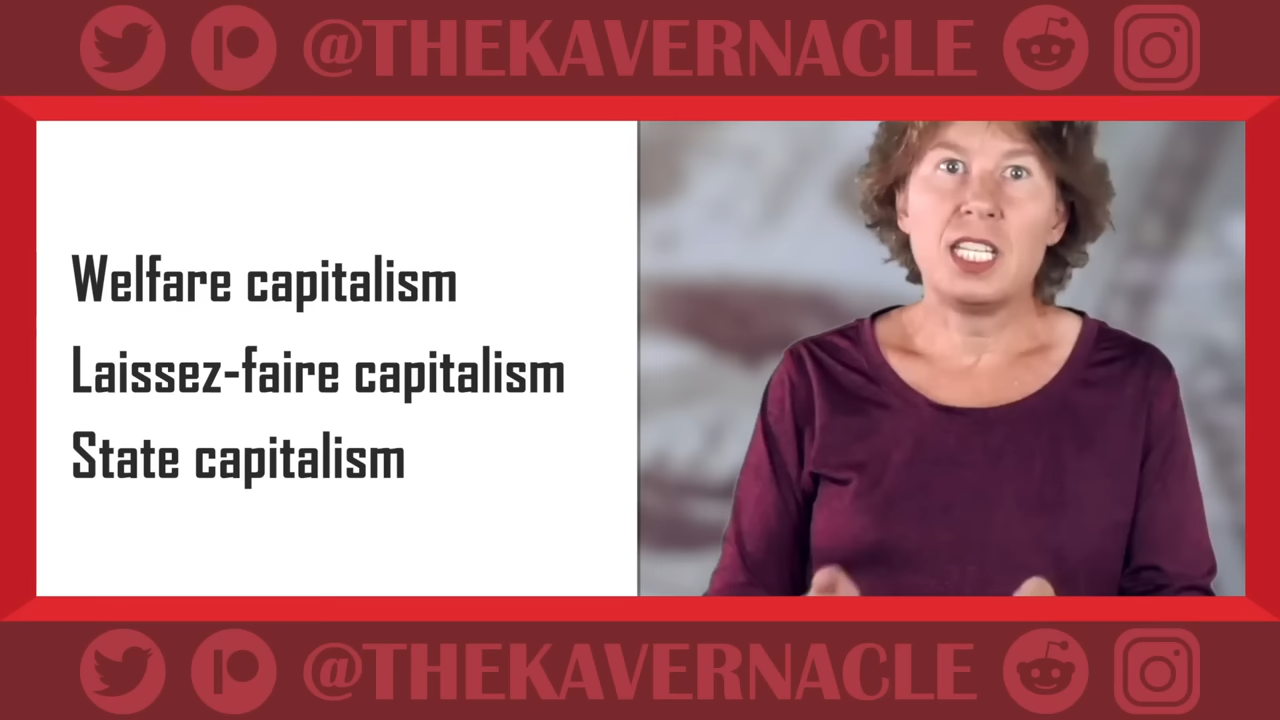 @THEKAVERNACLE
Welfare capitalism
Laissez-faire capitalism
State capitalism
@THEKAVERNACLE